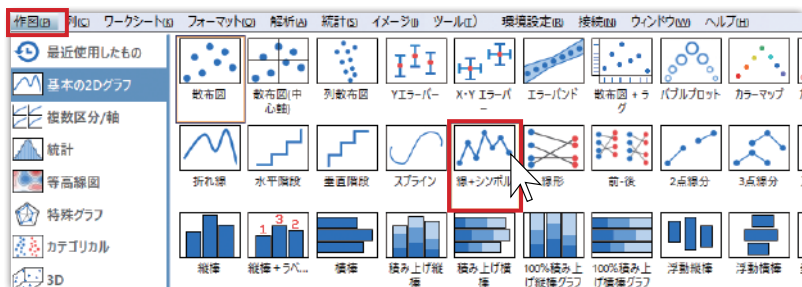 作図(P) 列(C) ワークシート(K) フォーマット(O) 解析(A) 統計(S) イメージ(I) ツール(T) 環境設定(R) 接続(N) ウィンドウ(W) ヘルプ(H)
最近使用したもの
基本の2Dグラフ
複数区分/軸
統計
等高線図
特殊グラフ
カテゴリカル
3D
散布図
散布図(中
心軸)
列散布図
Yエラーバー
X-Y エラーバ
ー
エラーバンド
散布図 + ラ
グ
バブルプロット
カラーマップ
折れ線
水平階段
垂直階段
スプライン
線+シンボル
線形
前-後
2点線分
3点線分
縦棒
1 3 2
縦棒 + ラベ...
横棒
積み上げ縦
棒
積み上げ横
棒
100%積み上
げ縦棒グラフ
100%積み上
げ横棒グラフ
浮動縦棒
浮動横棒